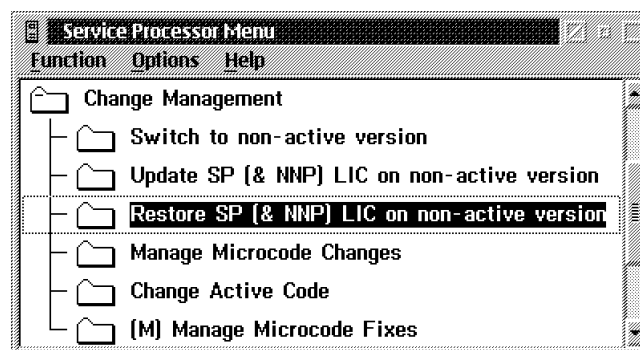 Service Processor Menu
Function Options Help
Change Management
Switch to non-active version
Update SP (& NNP) LIC on non-active version
Restore SP (& NNP) LIC on non-active version
Manage Microcode Changes
Change Active Code
(M) Manage Microcode Fixes